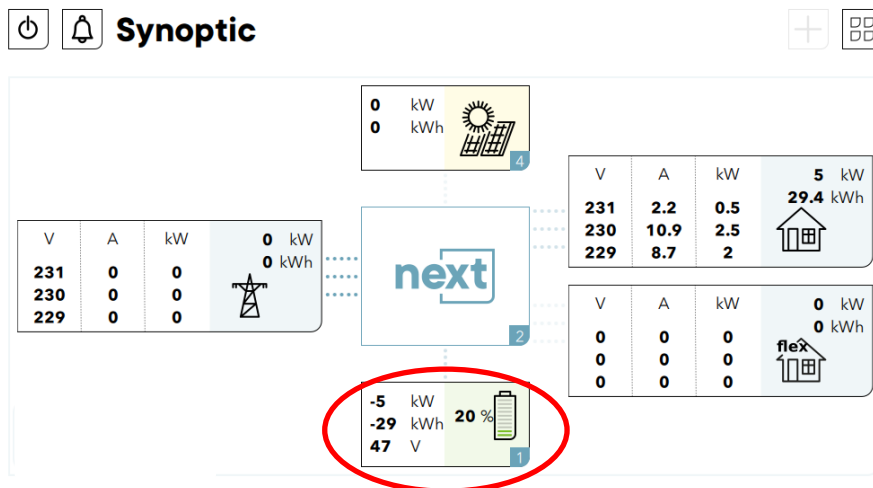 Synoptic
0 kW
0 kWh
4
V A kW 5 kW
29.4 kWh
231 2.2 0.5
230 10.9 2.5
229 8.7 2
V A kW 0 kW
0 kWh
231 0 0
230 0 0
229 0 0
next
2
V A kW 0 kW
0 kWh
flex
0 0 0
0 0 0
0 0 0
-5 kW
-29 kWh
47 V
20 %
1